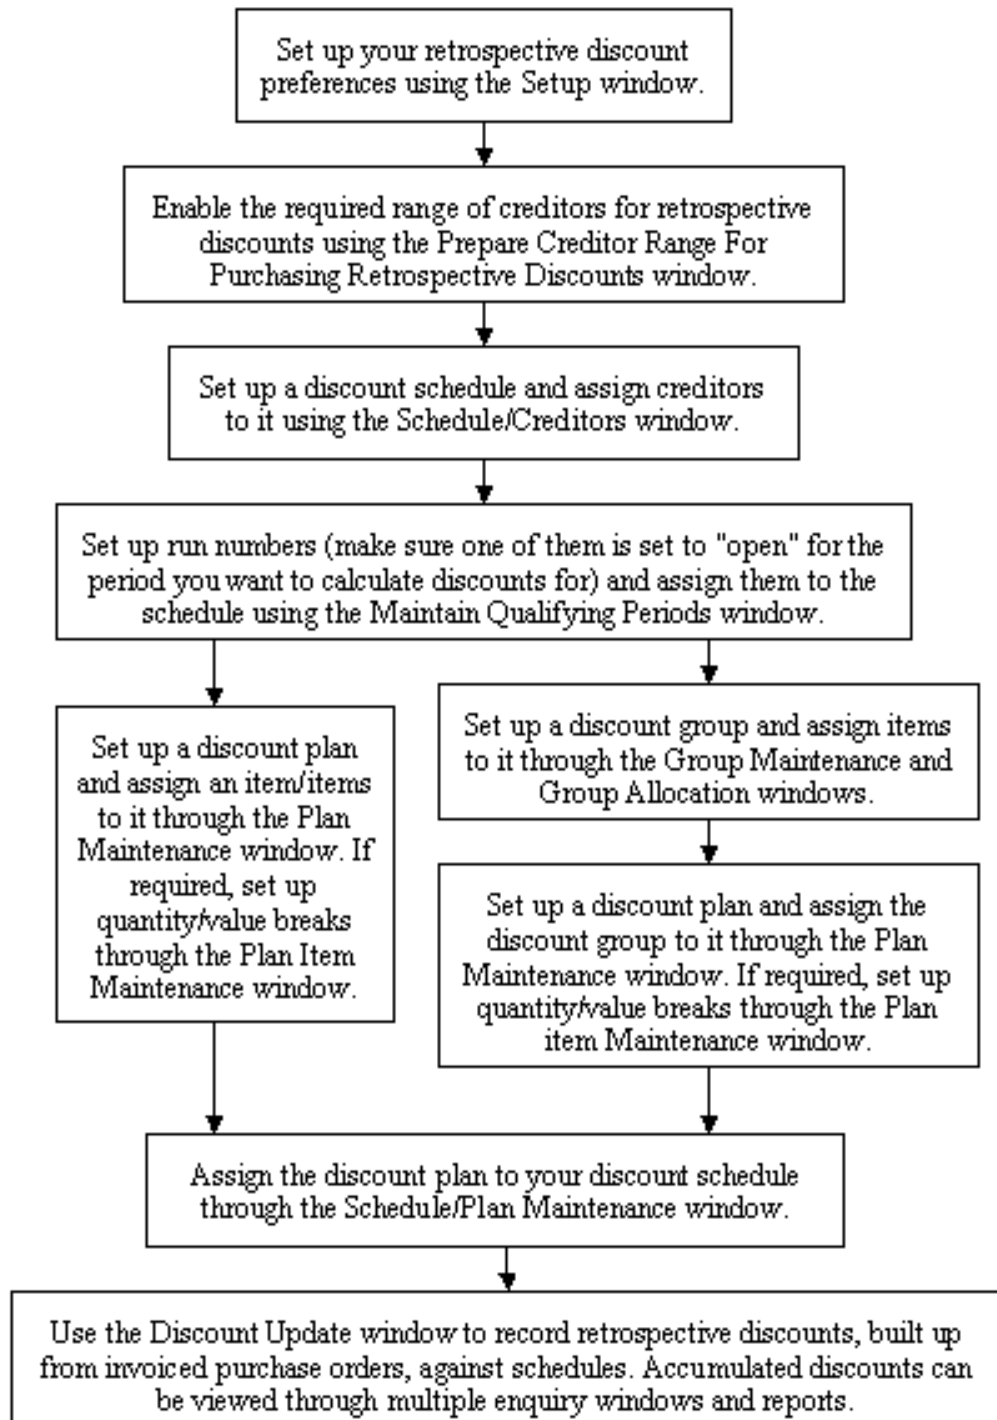 Set up your retrospective discount
preferences using the Setup window.
Enable the required range of creditors for retrospective
discounts using the Prepare Creditor Range For
Purchasing Retrospective Discounts window.
Set up a discount schedule and assign creditors
to it using the Schedule/Creditors window.
Set up run numbers (make sure one of them is set to "open" for the
period you want to calculate discounts for) and assign them to the
schedule using the Maintain Qualifying Periods window.
Set up a discount plan
and assign an item/items
to it through the Plan
Maintenance window. If
required, set up
quantity/value breaks
through the Plan Item
Maintenance window.
Set up a discount group and assign items
to it through the Group Maintenance and
Group Allocation windows.
Set up a discount plan and assign the
discount group to it through the Plan
Maintenance window. If required, set up
quantity/value breaks through the Plan
item Maintenance window.
Assign the discount plan to your discount schedule
through the Schedule/Plan Maintenance window.
Use the Discount Update window to record retrospective discounts, built up
from invoiced purchase orders, against schedules. Accumulated discounts can
be viewed through multiple enquiry windows and reports.